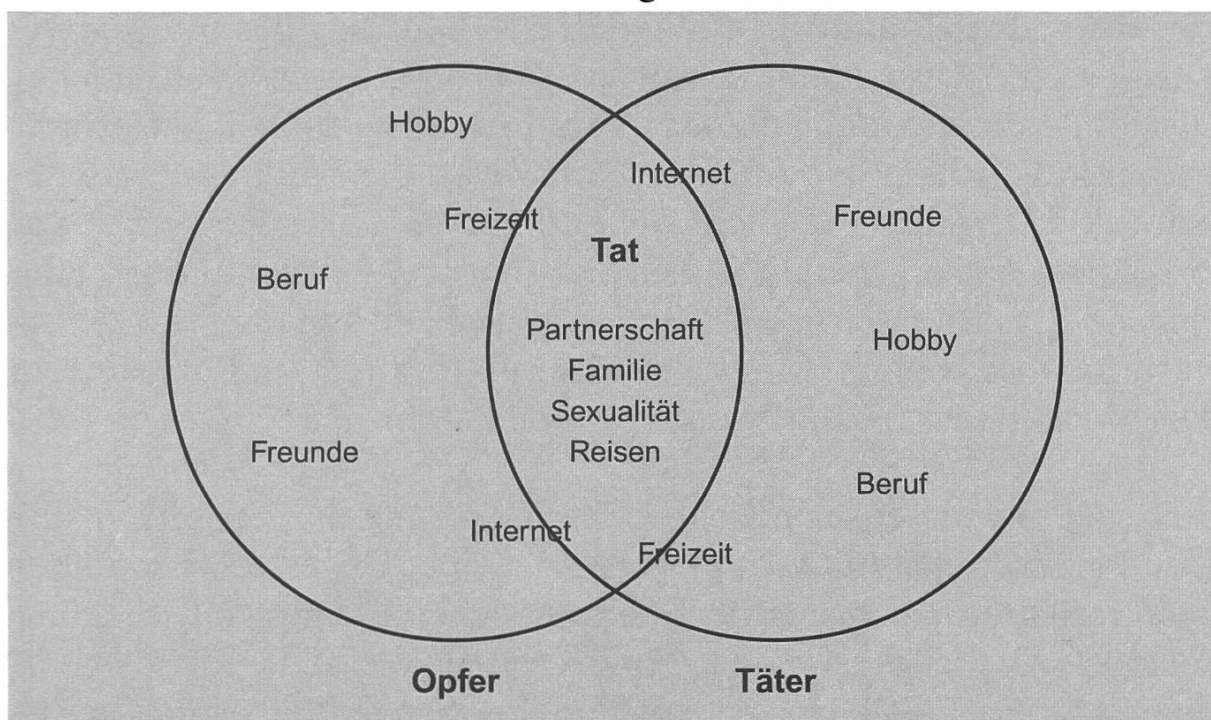 Hobby
Internet
Freizeit
Freunde
Tat
Beruf
Partnerschaft
Hobby
Familie
Sexualität
Reisen
Freunde
Beruf
Internet
Freizeit
Opfer
Täter